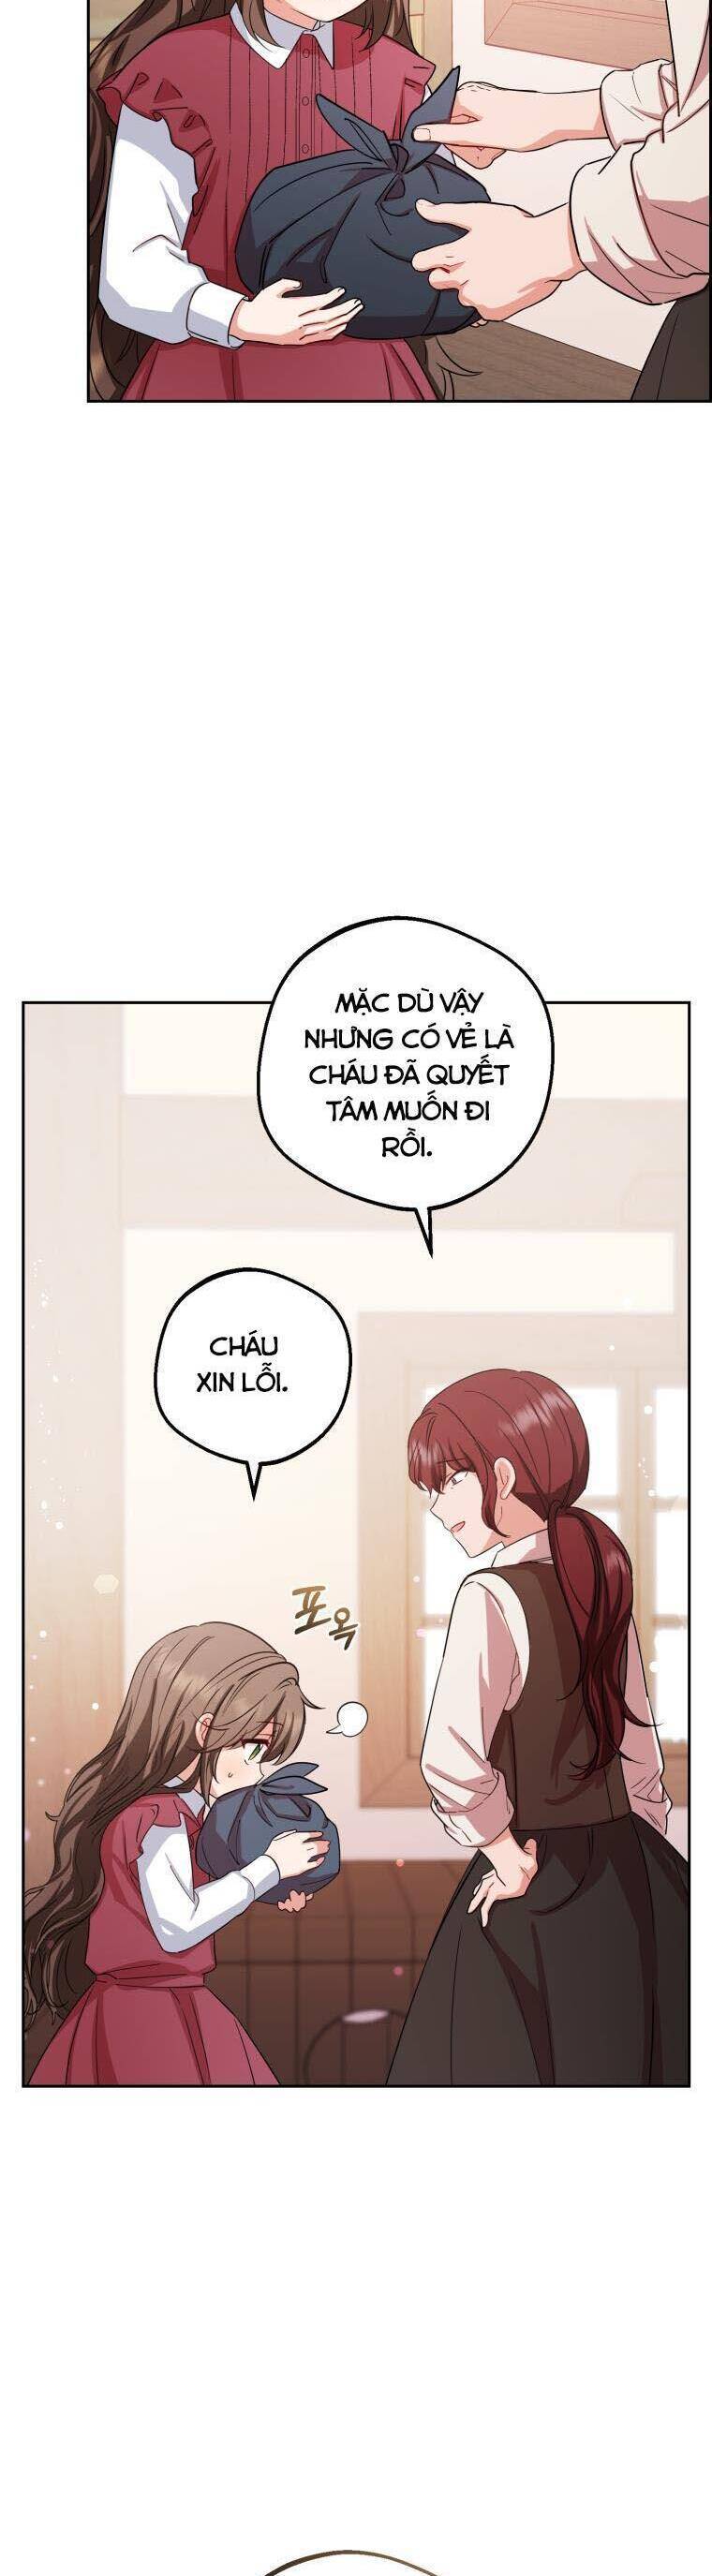 MẶC DÙ VẬY
NHƯNG CÓ VẺ LÀ
CHÁU ĐÃ QUYẾT
TÂM MUỐN ĐI
RỒI.
CHÁU
XIN LỖI.
포옥